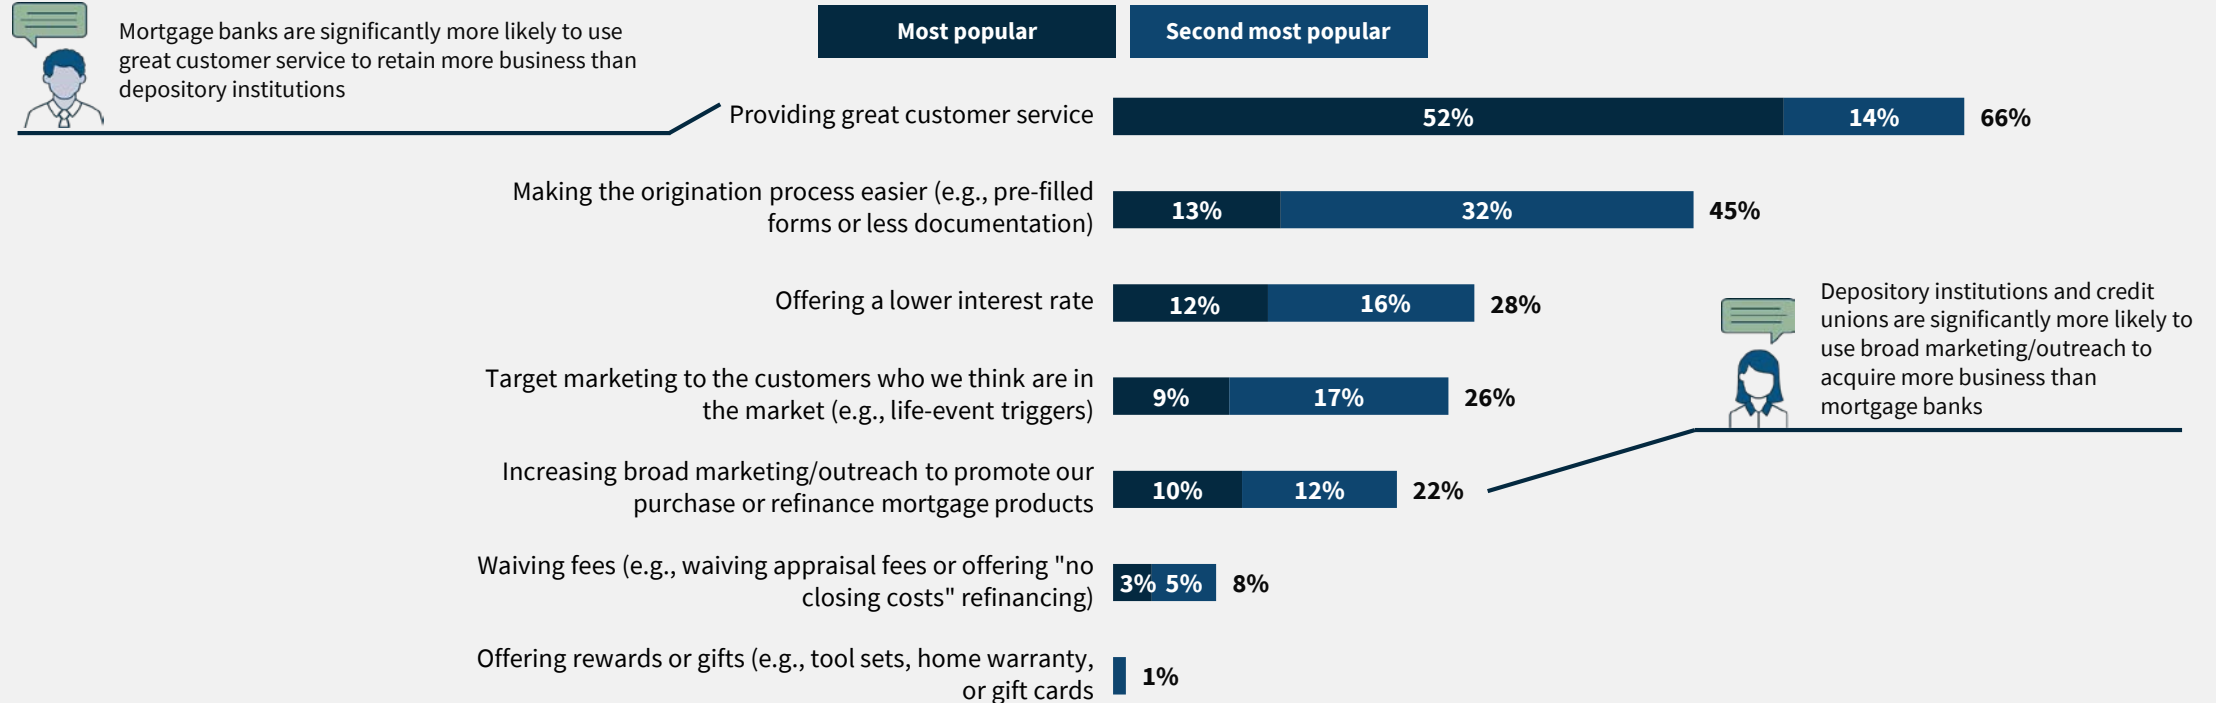 Mortgage banks are significantly more likely to use
great customer service to retain more business than
depository institutions
Most popular
Second most popular
Providing great customer service
52%
14%
66%
Making the origination process easier (e.g., pre-filled
forms or less documentation)
13%
32%
45%
Offering a lower interest rate
12%
16%
28%
Depository institutions and credit
unions are significantly more likely to
use broad marketing/outreach to
acquire more business than
mortgage banks
Target marketing to the customers who we think are in
the market (e.g., life-event triggers)
9%
17%
26%
Increasing broad marketing/outreach to promote our
purchase or refinance mortgage products
10%
12%
22%
Waiving fees (e.g., waiving appraisal fees or offering "no
closing costs" refinancing)
3%
5%
8%
Offering rewards or gifts (e.g., tool sets, home warranty,
or gift cards
1%